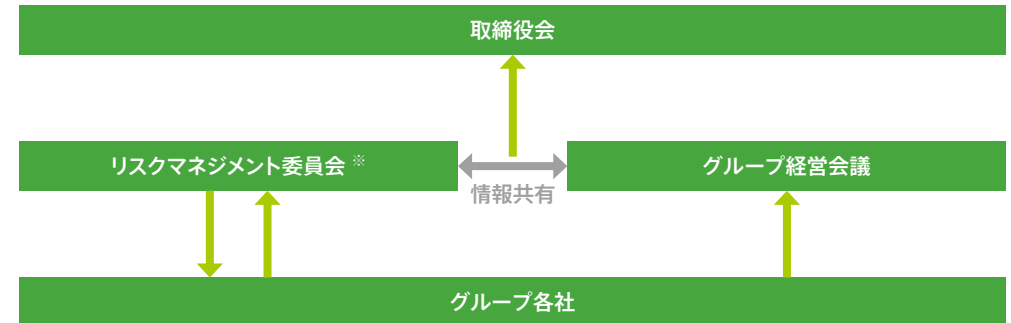 取締役会
リスクマネジメント委員会 ※
グループ経営会議
情報共有
グループ各社